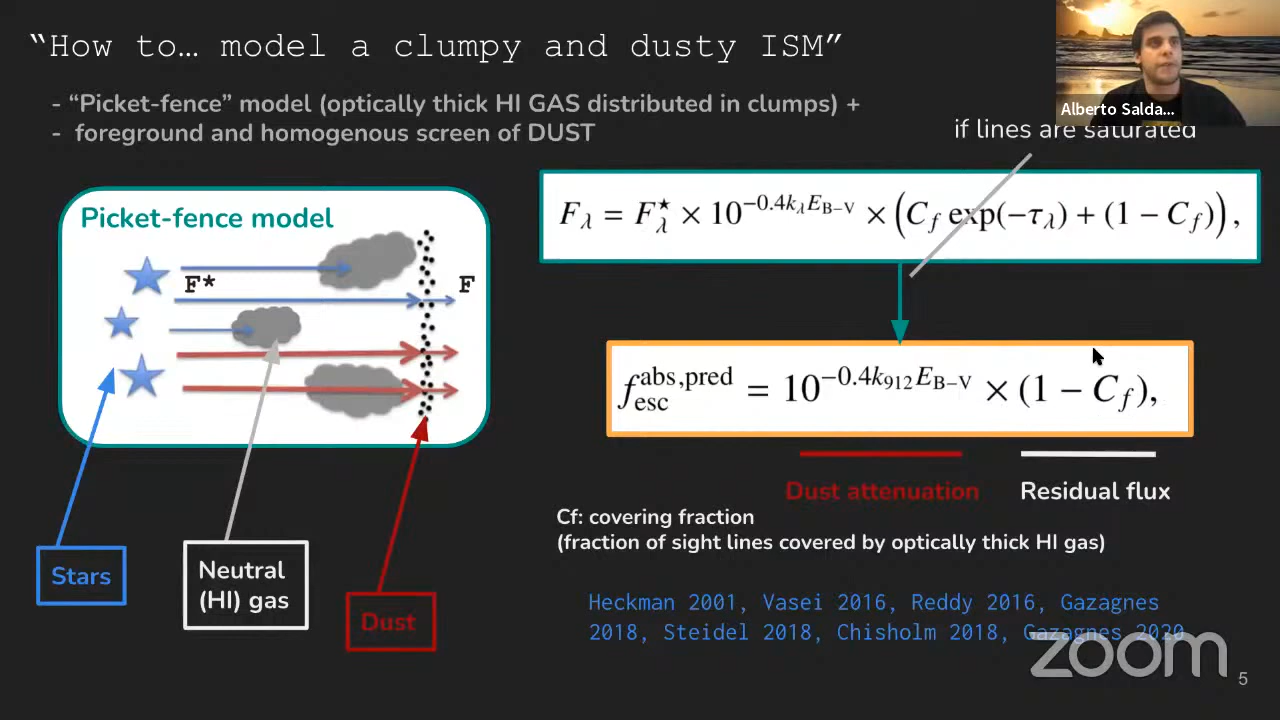 “How to… model a clumpy and dusty ISM”
- “Picket-fence” model (optically thick HI GAS distributed in clumps) +
- foreground and homogenous screen of DUST
Alberto Salda...
if lines are saturated
Picket-fence model
F*
F
F_λ = F_λ^★ × 10^{-0.4k_λE_{B−V}} × (C_f exp(−τ_λ) + (1 − C_f)),
f_{esc}^{abs,pred} = 10^{-0.4k_{912}E_{B−V}} × (1 − C_f),
Dust attenuation
Residual flux
Cf: covering fraction
(fraction of sight lines covered by optically thick HI gas)
Stars
Neutral
(HI) gas
Dust
Heckman 2001, Vasei 2016, Reddy 2016, Gazagnes
2018, Steidel 2018, Chisholm 2018, Gazagnes 2020
zoom
5